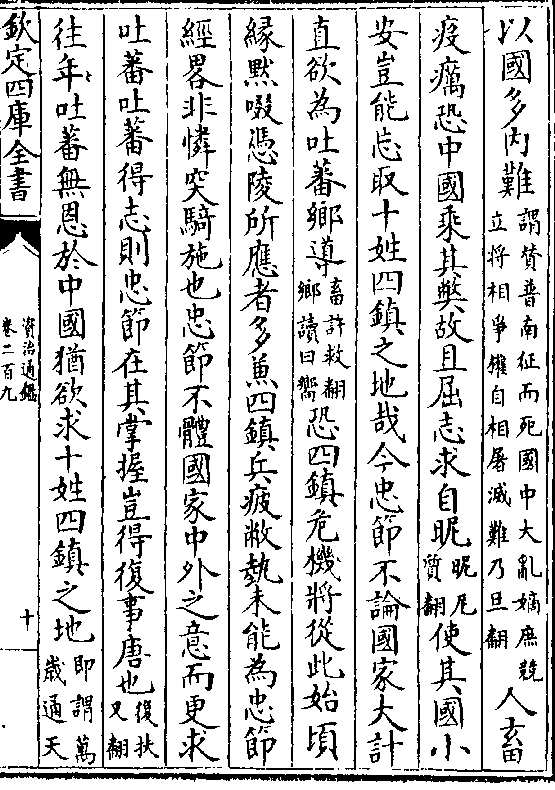 以國多内難謂贊普南征而死國中大亂嫡庶競立將相爭權自相屠滅難乃旦翻人畜
疫癘恐中國乘其弊故且屈志求自昵昵尼質翻使其國小
安豈能忘取十姓四鎮之地哉今忠節不論國家大計
直欲為吐蕃鄉導畜許救翻鄉讀曰嚮恐四鎮危機將從此始頃
緣黙啜憑陵所應者多兼四鎮兵疲敝勢未能為忠節
經畧非憐突騎施也忠節不體國家中外之意而更求
吐蕃吐蕃得志則忠節在其掌握豈得復事唐也復扶又翻
往年吐蕃無恩於中國猶欲求十姓四鎮之地即謂萬歲通天
欽定四庫全書
資治通鑑
卷二百九
十